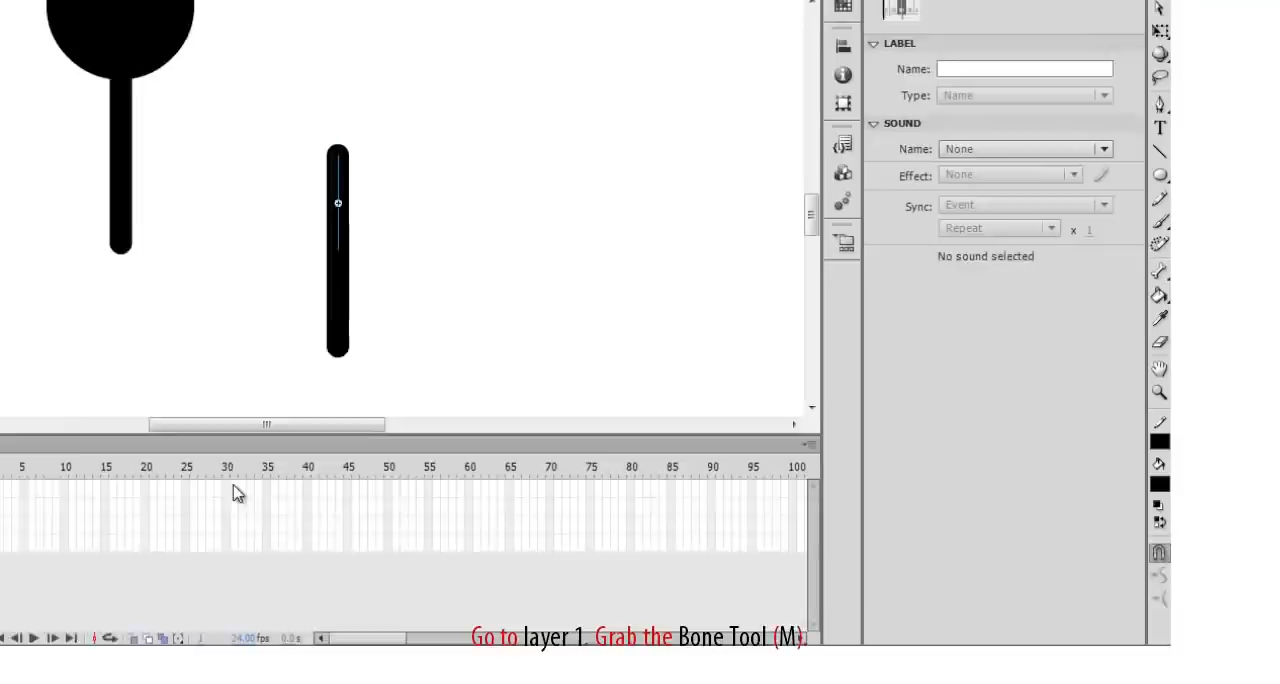 LABEL
Name:
Type: Name
SOUND
Name: None
Effect: None
Sync: Event
Repeat x 1
No sound selected
T
5 10 15 20 25 30 35 40 45 50 55 60 65 70 75 80 85 90 95 100
1 24.00 fps 0.0s
Go to layer 1. Grab the Bone Tool (M).